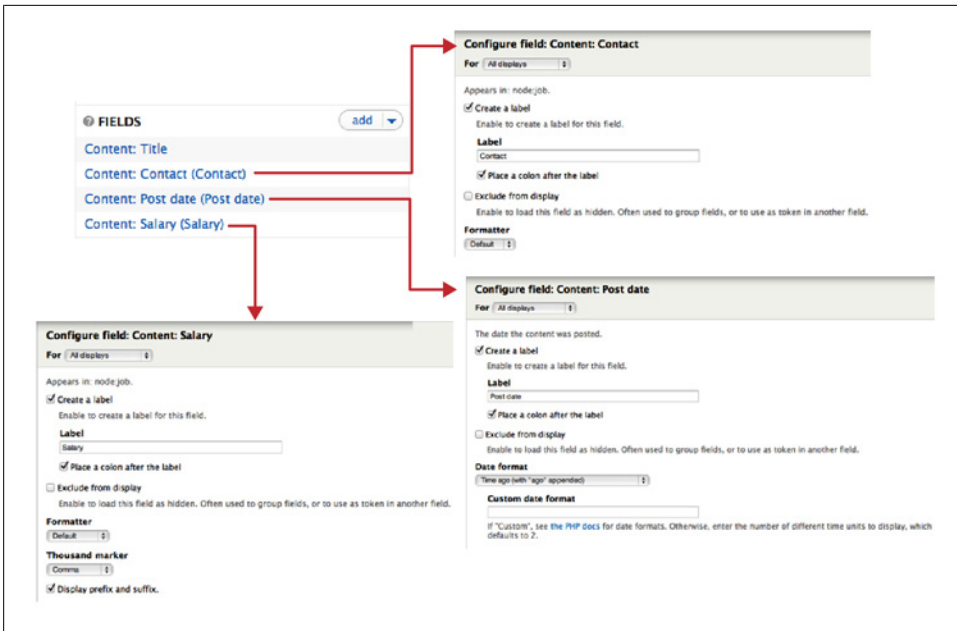 FIELDS
add
Content: Title
Content: Contact (Contact)
Content: Post date (Post date)
Content: Salary (Salary)
Configure field: Content: Contact
For All displays
Appears in: node:job.
Create a label
Enable to create a label for this field.
Label
Contact
Place a colon after the label
Exclude from display
Enable to load this field as hidden. Often used to group fields, or to use as token in another field.
Formatter
Default
Configure field: Content: Post date
For All displays
The date the content was posted.
Create a label
Enable to create a label for this field.
Label
Post date
Place a colon after the label
Exclude from display
Enable to load this field as hidden. Often used to group fields, or to use as token in another field.
Date format
Time ago (with "ago" appended)
Custom date format
If "Custom", see the PHP docs for date formats. Otherwise, enter the number of different time units to display, which
defaults to 2.
Configure field: Content: Salary
For All displays
Appears in: node:job.
Create a label
Enable to create a label for this field.
Label
Salary
Place a colon after the label
Exclude from display
Enable to load this field as hidden. Often used to group fields, or to use as token in another field.
Formatter
Default
Thousand marker
Comma
Display prefix and suffix.